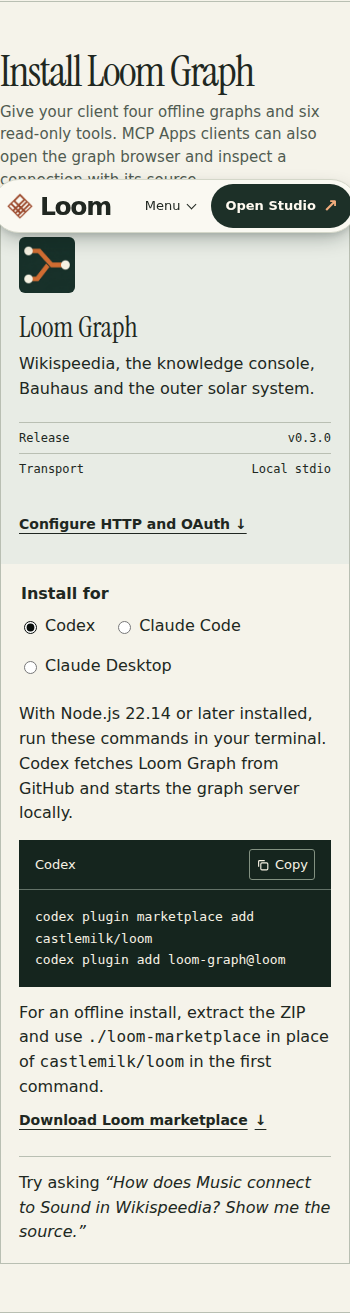 Install Loom Graph
Give your client four offline graphs and six
read-only tools. MCP Apps clients can also
open the graph browser and inspect a
connection with its source.
Loom
Menu
Open Studio ↗
Loom Graph
Wikispeedia, the knowledge console,
Bauhaus and the outer solar system.
Release v0.3.0
Transport Local stdio
Configure HTTP and OAuth ↓
Install for
Codex Claude Code
Claude Desktop
With Node.js 22.14 or later installed,
run these commands in your terminal.
Codex fetches Loom Graph from
GitHub and starts the graph server
locally.
Codex Copy
codex plugin marketplace add
castlemilk/loom
codex plugin add loom-graph@loom
For an offline install, extract the ZIP
and use ./loom-marketplace in place
of castlemilk/loom in the first
command.
Download Loom marketplace ↓
Try asking “How does Music connect
to Sound in Wikispeedia? Show me the
source.”